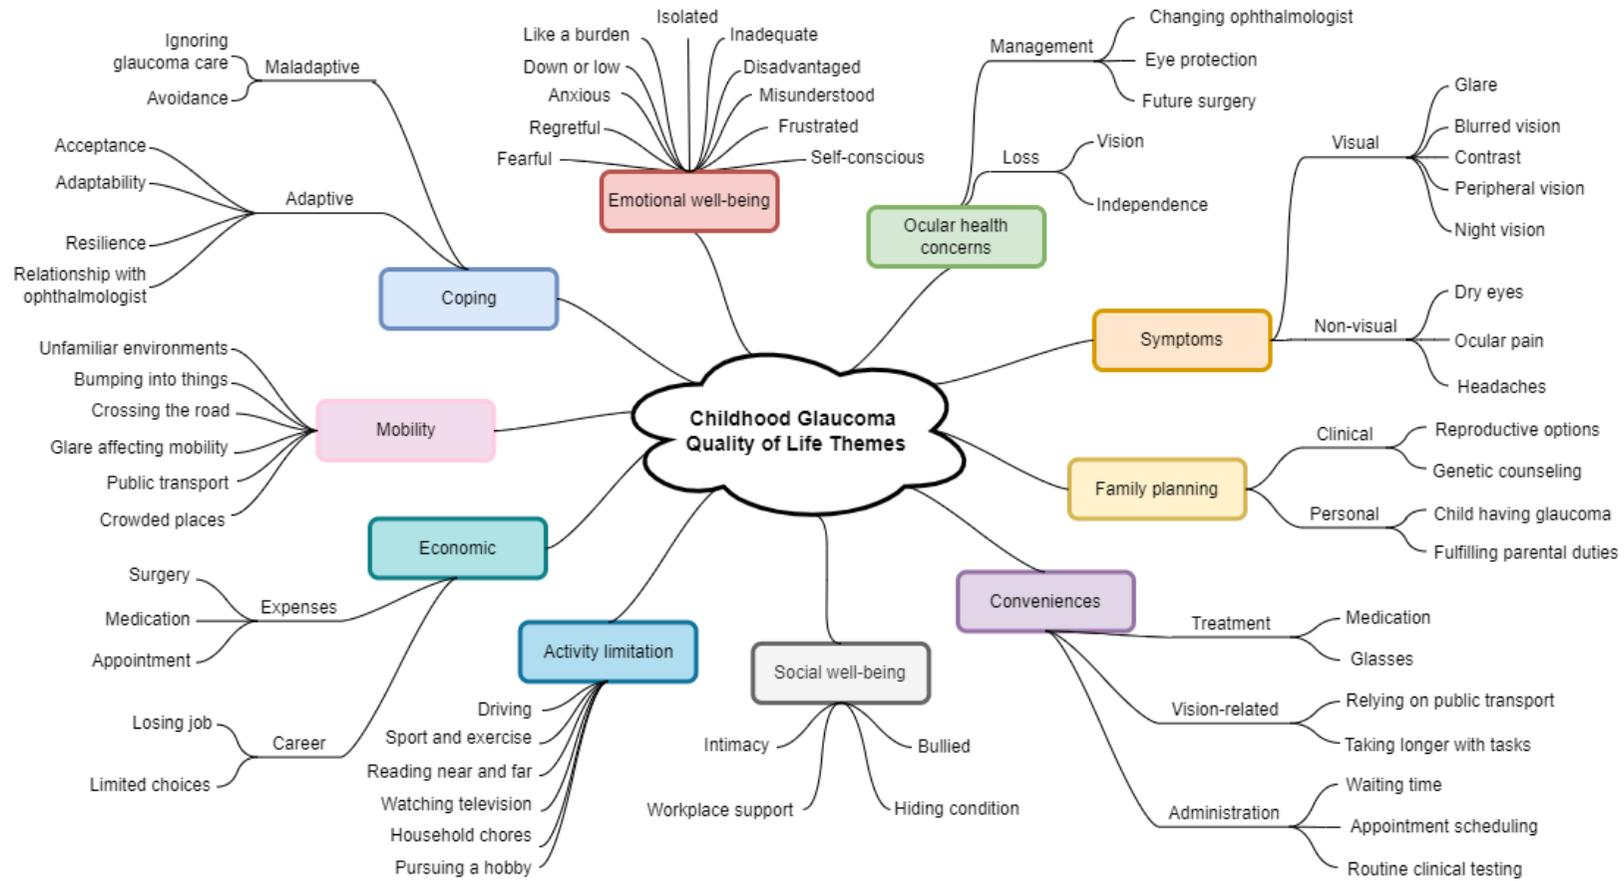 Childhood Glaucoma
Quality of Life Themes
Coping
Maladaptive
Ignoring
glaucoma care
Avoidance
Adaptive
Acceptance
Adaptability
Resilience
Relationship with
ophthalmologist
Emotional well-being
Fearful
Regretful
Anxious
Down or low
Like a burden
Isolated
Inadequate
Disadvantaged
Misunderstood
Frustrated
Self-conscious
Ocular health
concerns
Management
Changing ophthalmologist
Eye protection
Future surgery
Loss
Vision
Independence
Symptoms
Visual
Glare
Blurred vision
Contrast
Peripheral vision
Night vision
Non-visual
Dry eyes
Ocular pain
Headaches
Family planning
Clinical
Reproductive options
Genetic counseling
Personal
Child having glaucoma
Fulfilling parental duties
Conveniences
Treatment
Medication
Glasses
Vision-related
Relying on public transport
Taking longer with tasks
Administration
Waiting time
Appointment scheduling
Routine clinical testing
Social well-being
Intimacy
Workplace support
Hiding condition
Bullied
Activity limitation
Driving
Sport and exercise
Reading near and far
Watching television
Household chores
Pursuing a hobby
Economic
Expenses
Surgery
Medication
Appointment
Career
Losing job
Limited choices
Mobility
Unfamiliar environments
Bumping into things
Crossing the road
Glare affecting mobility
Public transport
Crowded places